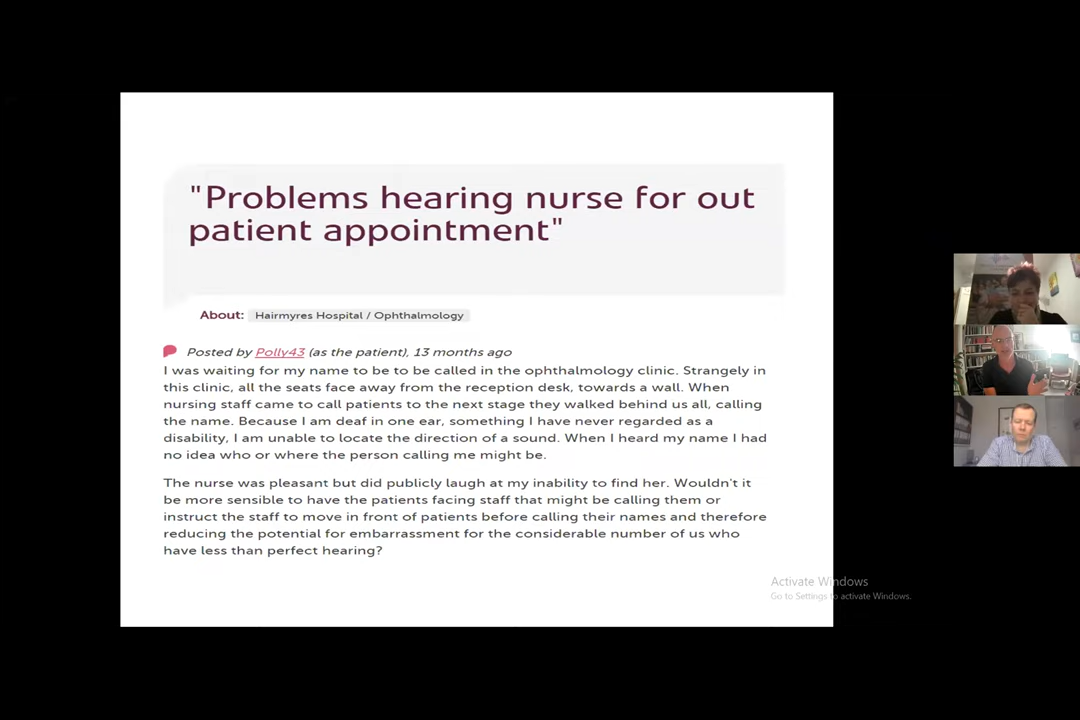 "Problems hearing nurse for out
patient appointment"
About: Hairmyres Hospital / Ophthalmology
Posted by Polly43 (as the patient), 13 months ago
I was waiting for my name to be to be called in the ophthalmology clinic. Strangely in
this clinic, all the seats face away from the reception desk, towards a wall. When
nursing staff came to call patients to the next stage they walked behind us all, calling
the name. Because I am deaf in one ear, something I have never regarded as a
disability, I am unable to locate the direction of a sound. When I heard my name I had
no idea who or where the person calling me might be.
The nurse was pleasant but did publicly laugh at my inability to find her. Wouldn't it
be more sensible to have the patients facing staff that might be calling them or
instruct the staff to move in front of patients before calling their names and therefore
reducing the potential for embarrassment for the considerable number of us who
have less than perfect hearing?
Activate Windows
Go to Settings to activate Windows.